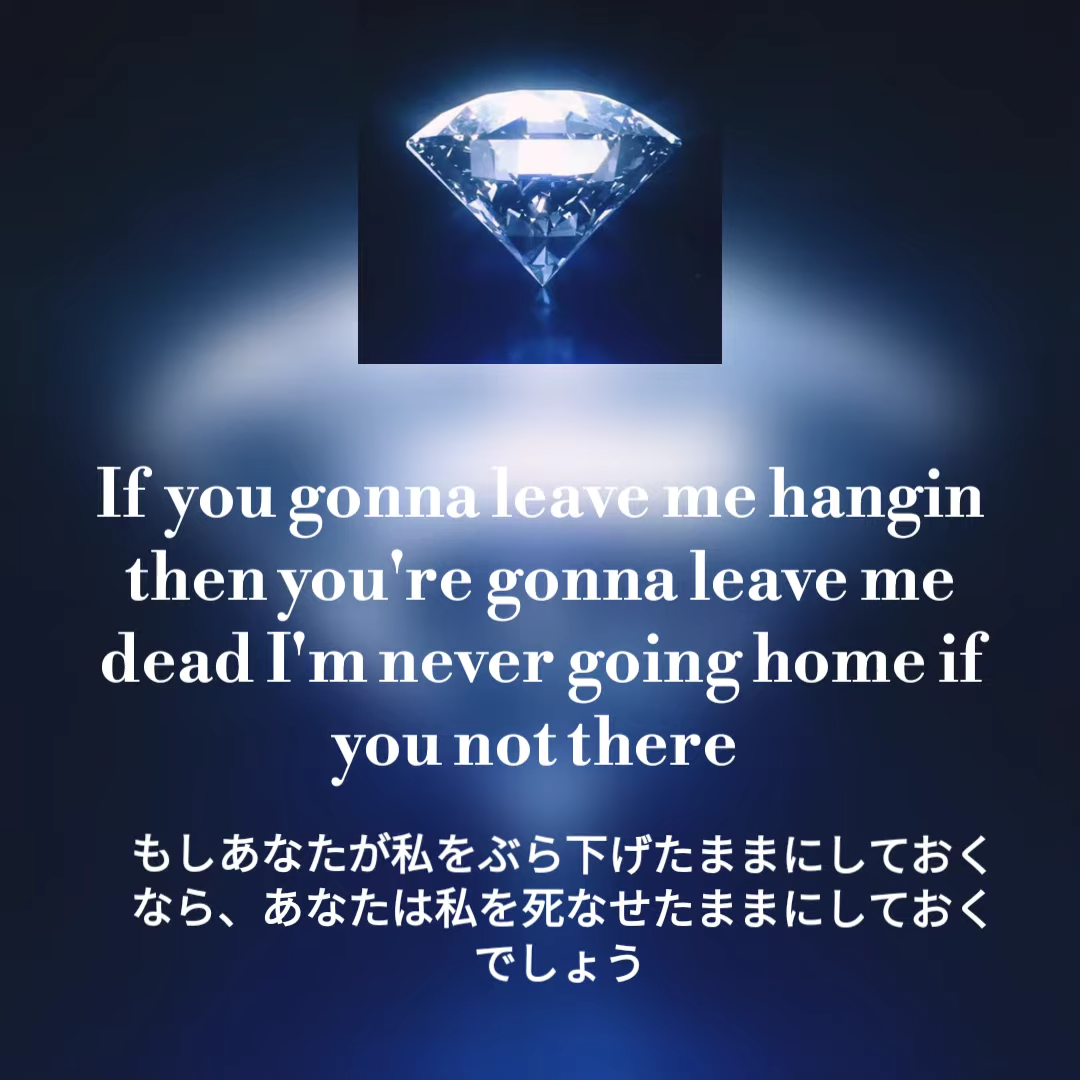 If you gonna leave me hangin
then you're gonna leave me
dead I'm never going home if
you not there
もしあなたが私をぶら下げたままにしておく
なら、あなたは私を死なせたままにしておく
でしょう